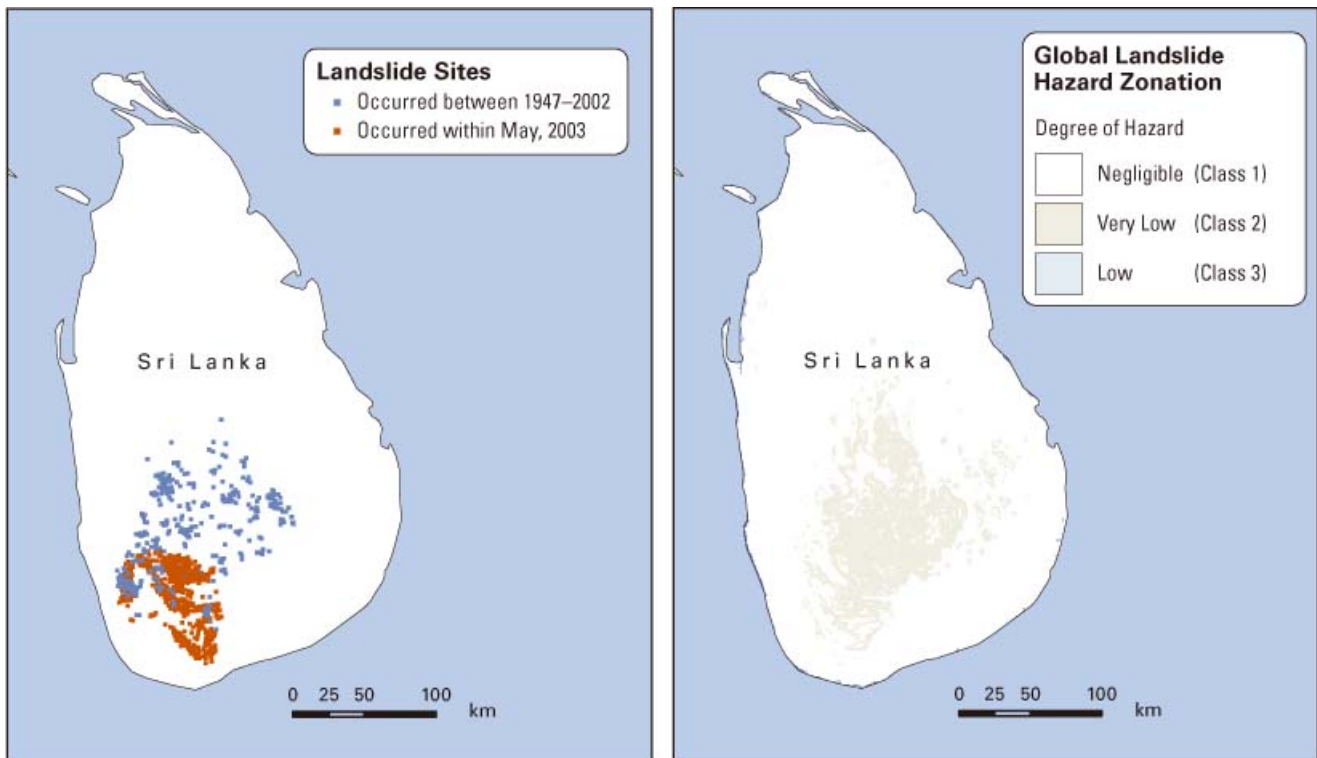 Landslide Sites
Occurred between 1947–2002
Occurred within May, 2003
Sri Lanka
0 25 50 100
km
Global Landslide
Hazard Zonation
Degree of Hazard
Negligible (Class 1)
Very Low (Class 2)
Low (Class 3)
Sri Lanka
0 25 50 100
km